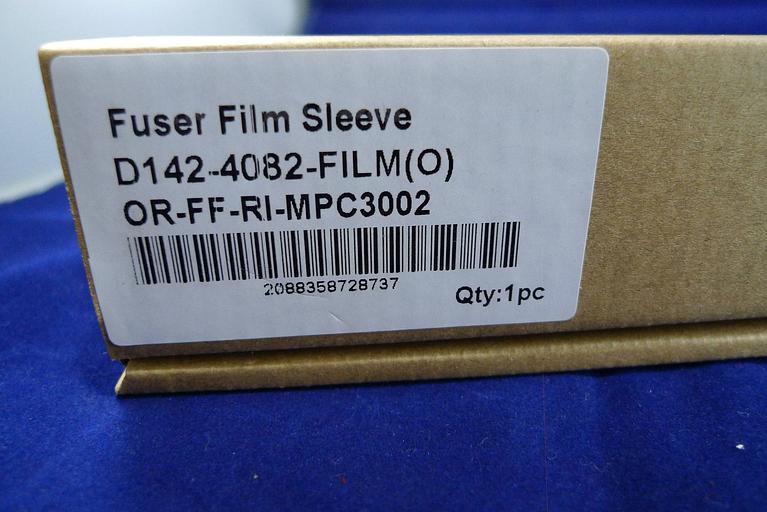 Fuser Film Sleeve
D142-4082-FILM(O)
OR-FF-RI-MPC3002
2088358728737
Qty:1pc